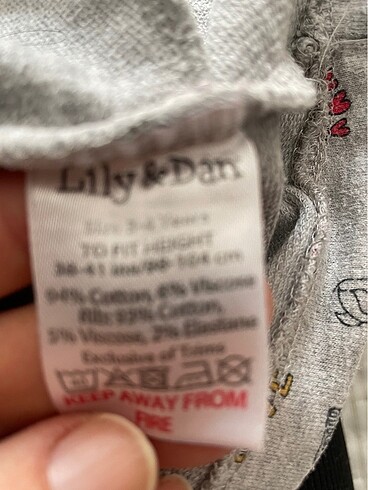 Lily & Dan
Size 3-4 Years
TO FIT HEIGHT
38-41 ins/98-104 cm
94% Cotton, 6% Viscose
Rib: 93% Cotton,
5% Viscose, 2% Elastane
Exclusive of Trims
KEEP AWAY FROM
FIRE